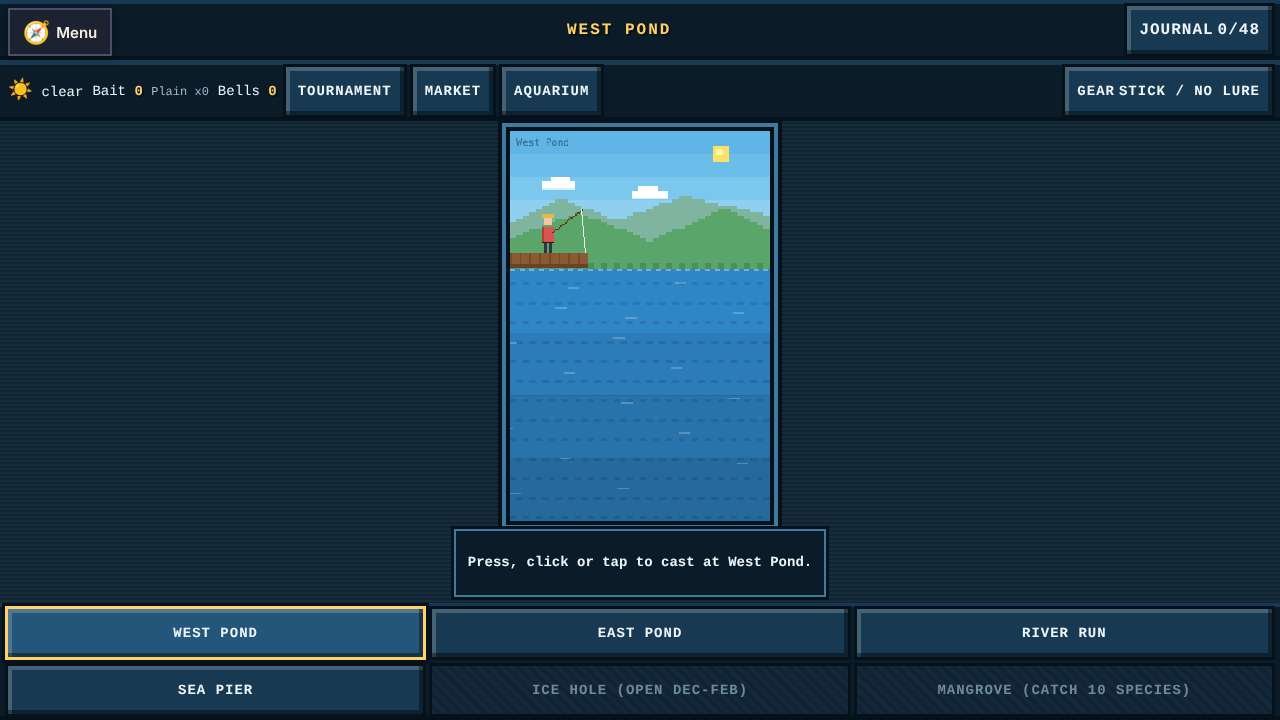 Menu
WEST POND
JOURNAL 0/48
clear Bait 0 Plain x0 Bells 0
TOURNAMENT
MARKET
AQUARIUM
GEAR STICK / NO LURE
West Pond
Press, click or tap to cast at West Pond.
WEST POND
EAST POND
RIVER RUN
SEA PIER
ICE HOLE (OPEN DEC-FEB)
MANGROVE (CATCH 10 SPECIES)